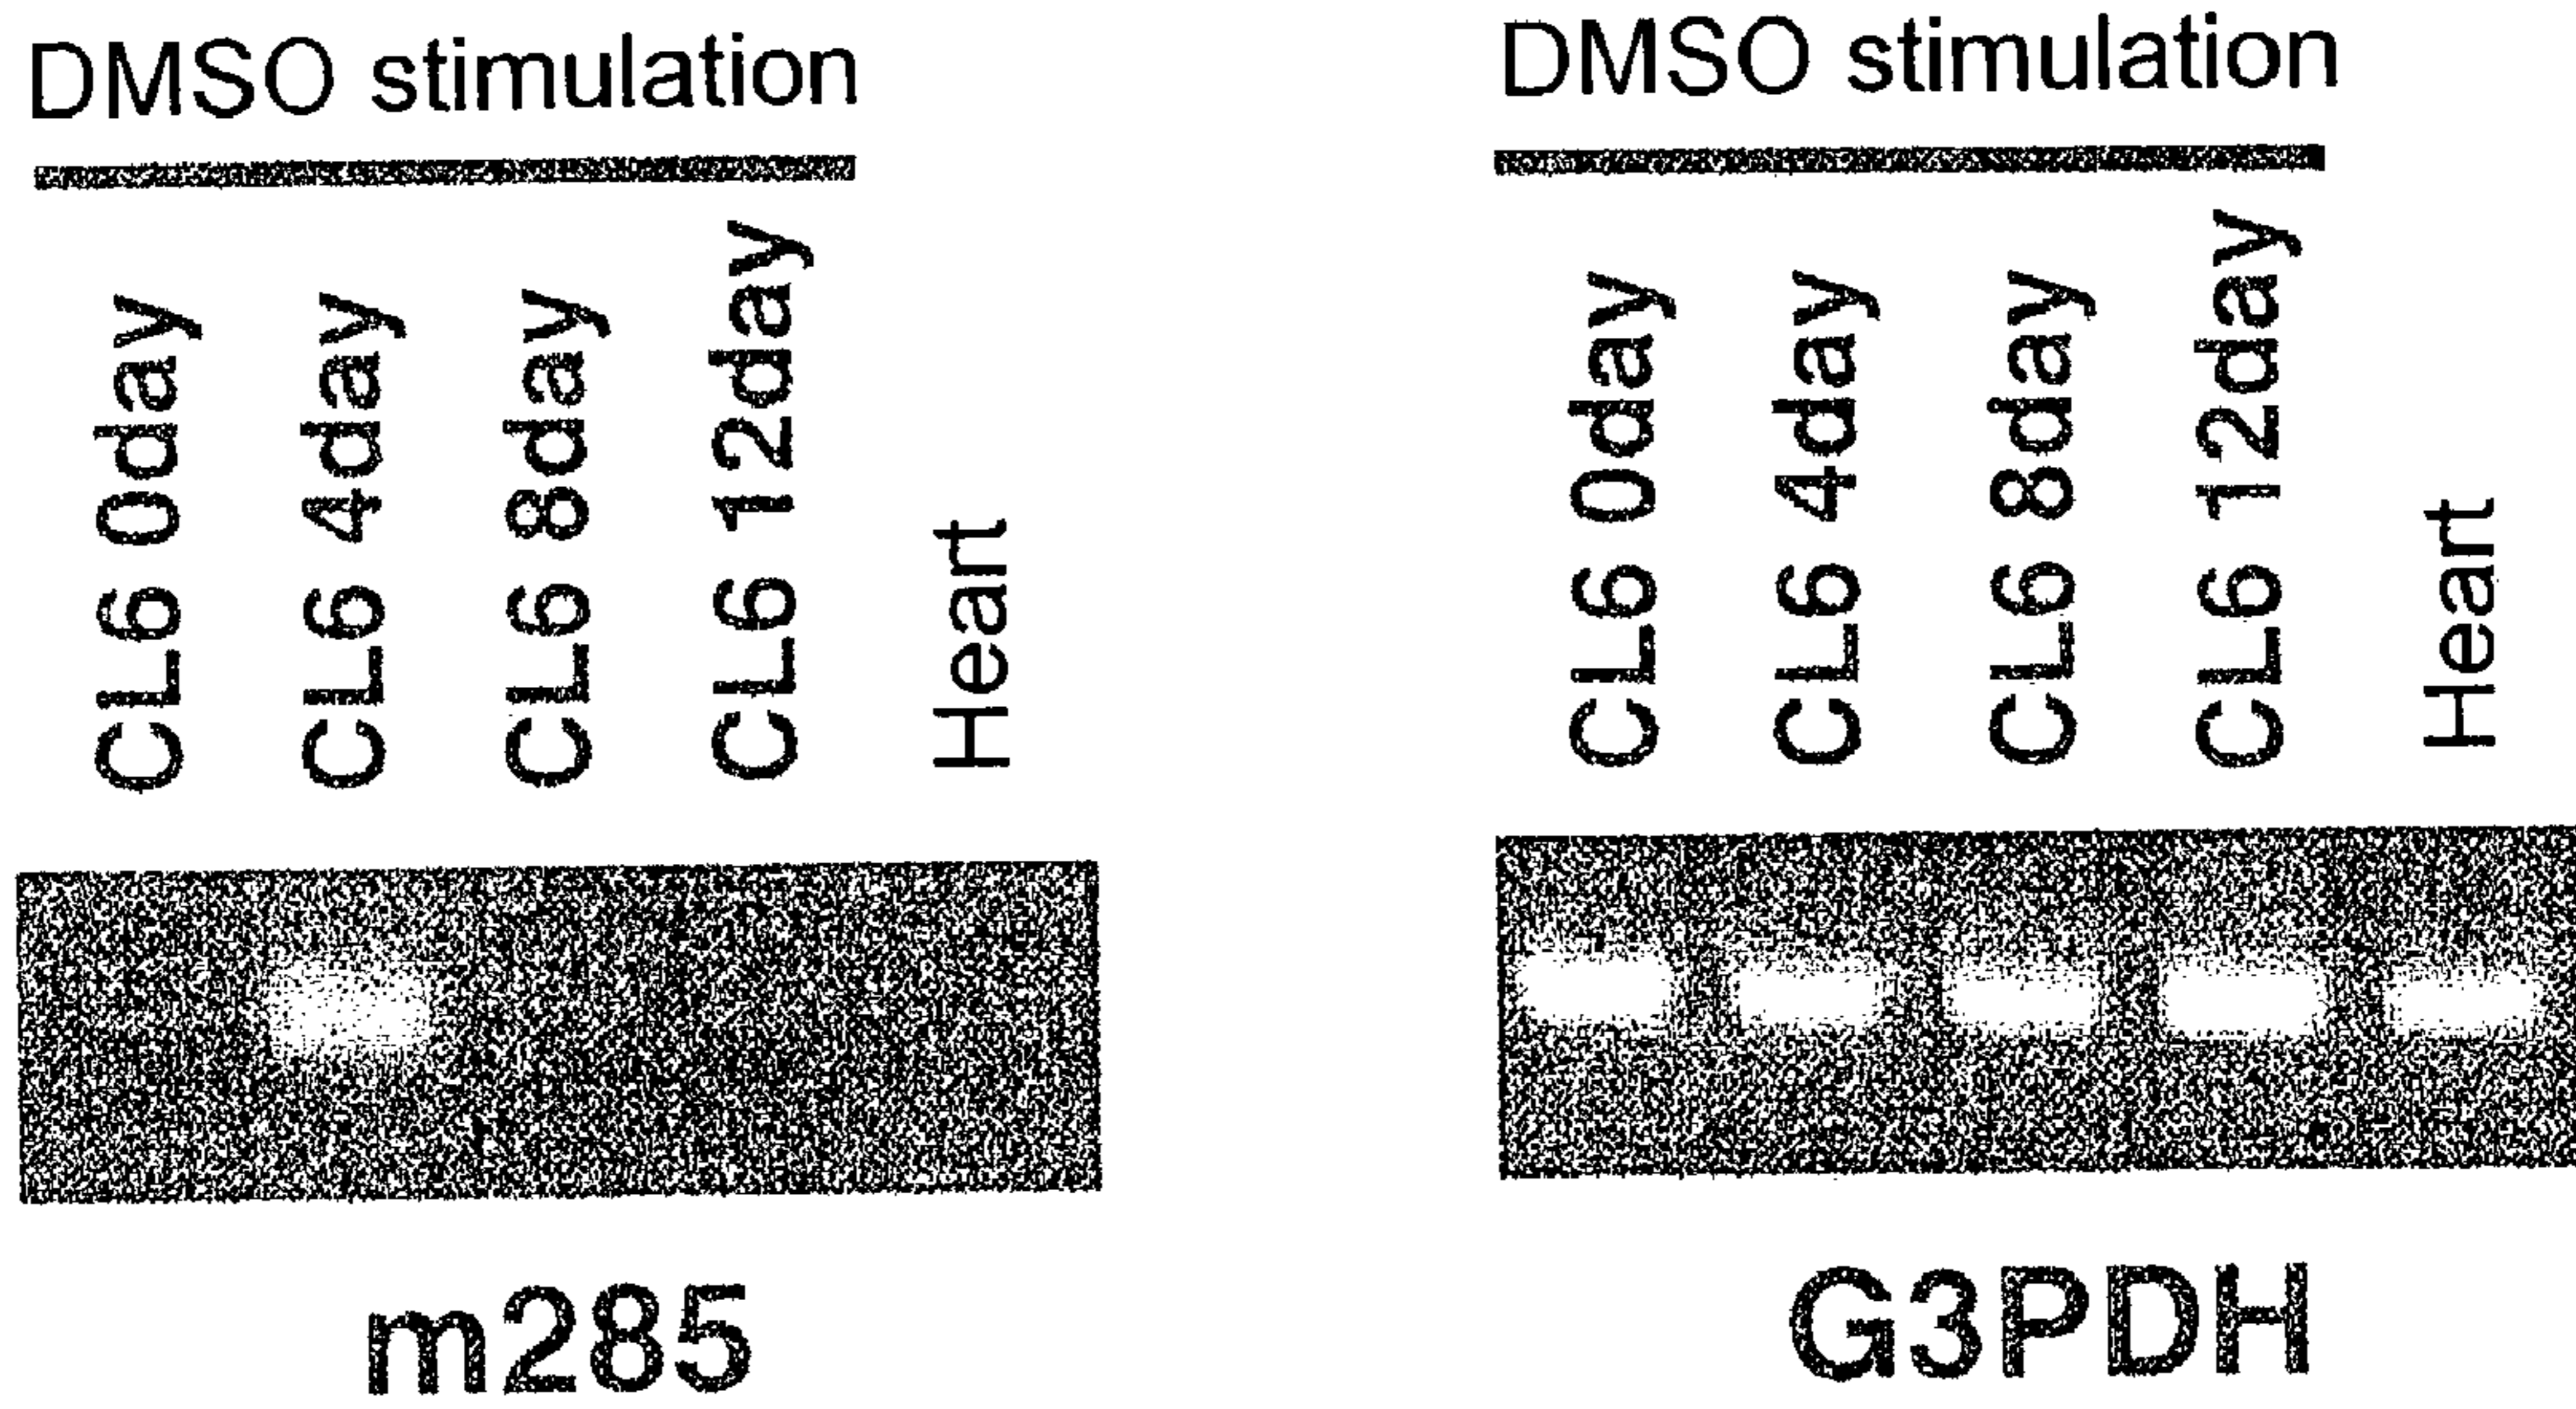 DMSO stimulation
CL6 0day
CL6 4day
CL6 8day
CL6 12day
Heart
m285
DMSO stimulation
CL6 0day
CL6 4day
CL6 8day
CL6 12day
Heart
G3PDH